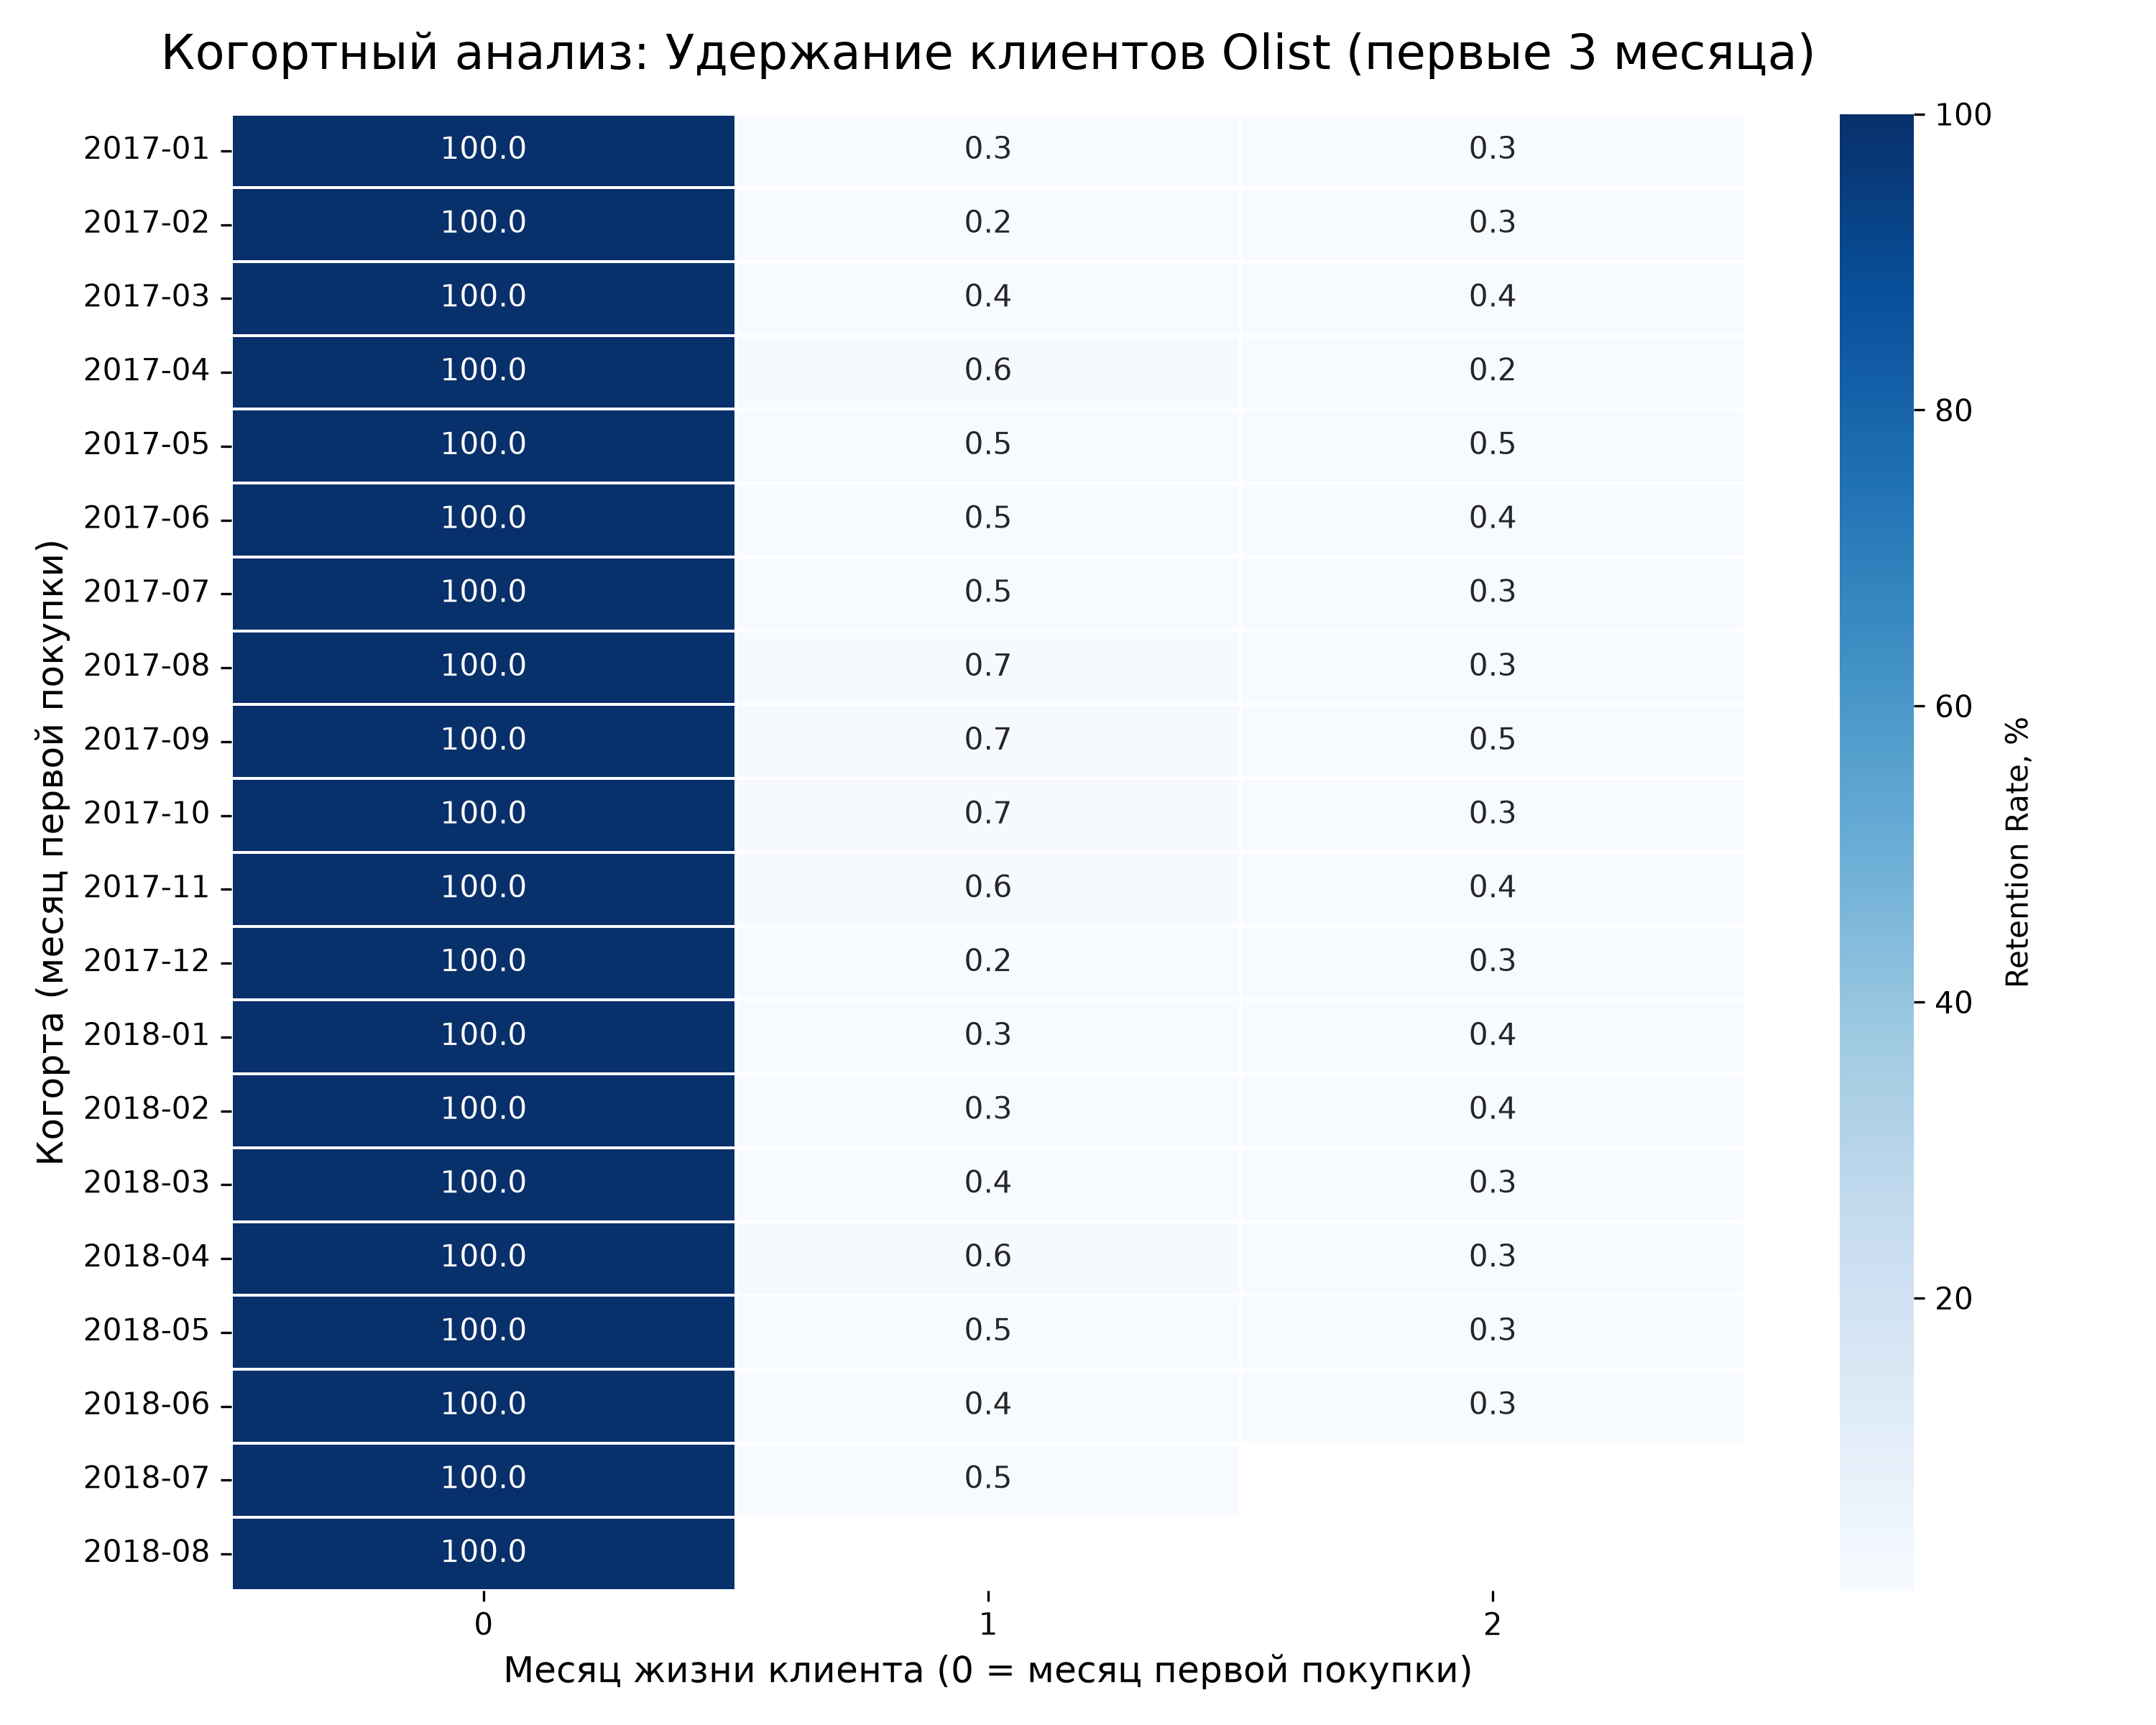 Когортный анализ: Удержание клиентов Olist (первые 3 месяца)
Когорта (месяц первой покупки)
2017-01 100.0 0.3 0.3
2017-02 100.0 0.2 0.3
2017-03 100.0 0.4 0.4
2017-04 100.0 0.6 0.2
2017-05 100.0 0.5 0.5
2017-06 100.0 0.5 0.4
2017-07 100.0 0.5 0.3
2017-08 100.0 0.7 0.3
2017-09 100.0 0.7 0.5
2017-10 100.0 0.7 0.3
2017-11 100.0 0.6 0.4
2017-12 100.0 0.2 0.3
2018-01 100.0 0.3 0.4
2018-02 100.0 0.3 0.4
2018-03 100.0 0.4 0.3
2018-04 100.0 0.6 0.3
2018-05 100.0 0.5 0.3
2018-06 100.0 0.4 0.3
2018-07 100.0 0.5
2018-08 100.0
0 1 2
Месяц жизни клиента (0 = месяц первой покупки)
100
80
60
40
20
Retention Rate, %